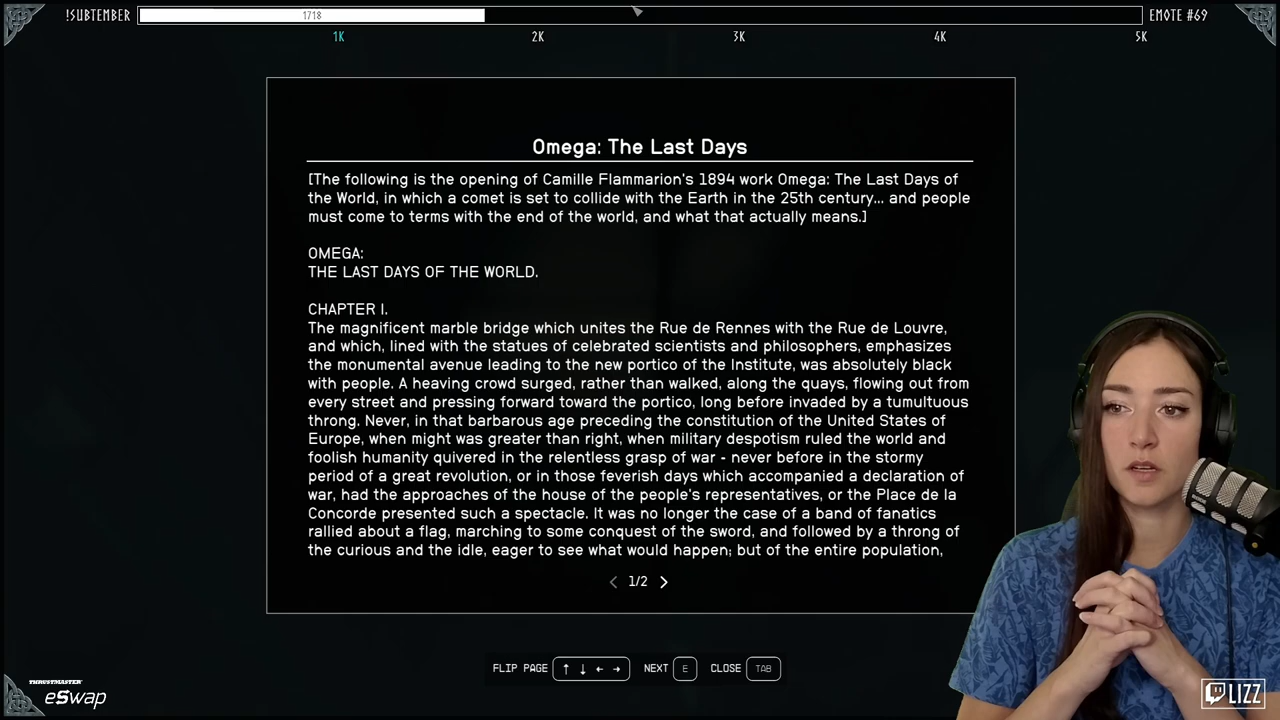 !SUBTEMBER
1718
EMOTE #69
1K
2K
3K
4K
5K
Omega: The Last Days
[The following is the opening of Camille Flammarion's 1894 work Omega: The Last Days of
the World, in which a comet is set to collide with the Earth in the 25th century... and people
must come to terms with the end of the world, and what that actually means.]
OMEGA:
THE LAST DAYS OF THE WORLD.
CHAPTER I.
The magnificent marble bridge which unites the Rue de Rennes with the Rue de Louvre,
and which, lined with the statues of celebrated scientists and philosophers, emphasizes
the monumental avenue leading to the new portico of the Institute, was absolutely black
with people. A heaving crowd surged, rather than walked, along the quays, flowing out from
every street and pressing forward toward the portico, long before invaded by a tumultuous
throng. Never, in that barbarous age preceding the constitution of the United States of
Europe, when might was greater than right, when military despotism ruled the world and
foolish humanity quivered in the relentless grasp of war - never before in the stormy
period of a great revolution, or in those feverish days which accompanied a declaration of
war, had the approaches of the house of the people's representatives, or the Place de la
Concorde presented such a spectacle. It was no longer the case of a band of fanatics
rallied about a flag, marching to some conquest of the sword, and followed by a throng of
the curious and the idle, eager to see what would happen; but of the entire population,
< 1/2 >
FLIP PAGE ↑ ↓ ← → NEXT E CLOSE TAB
THRUSTMASTER
eSwap
LIZZ